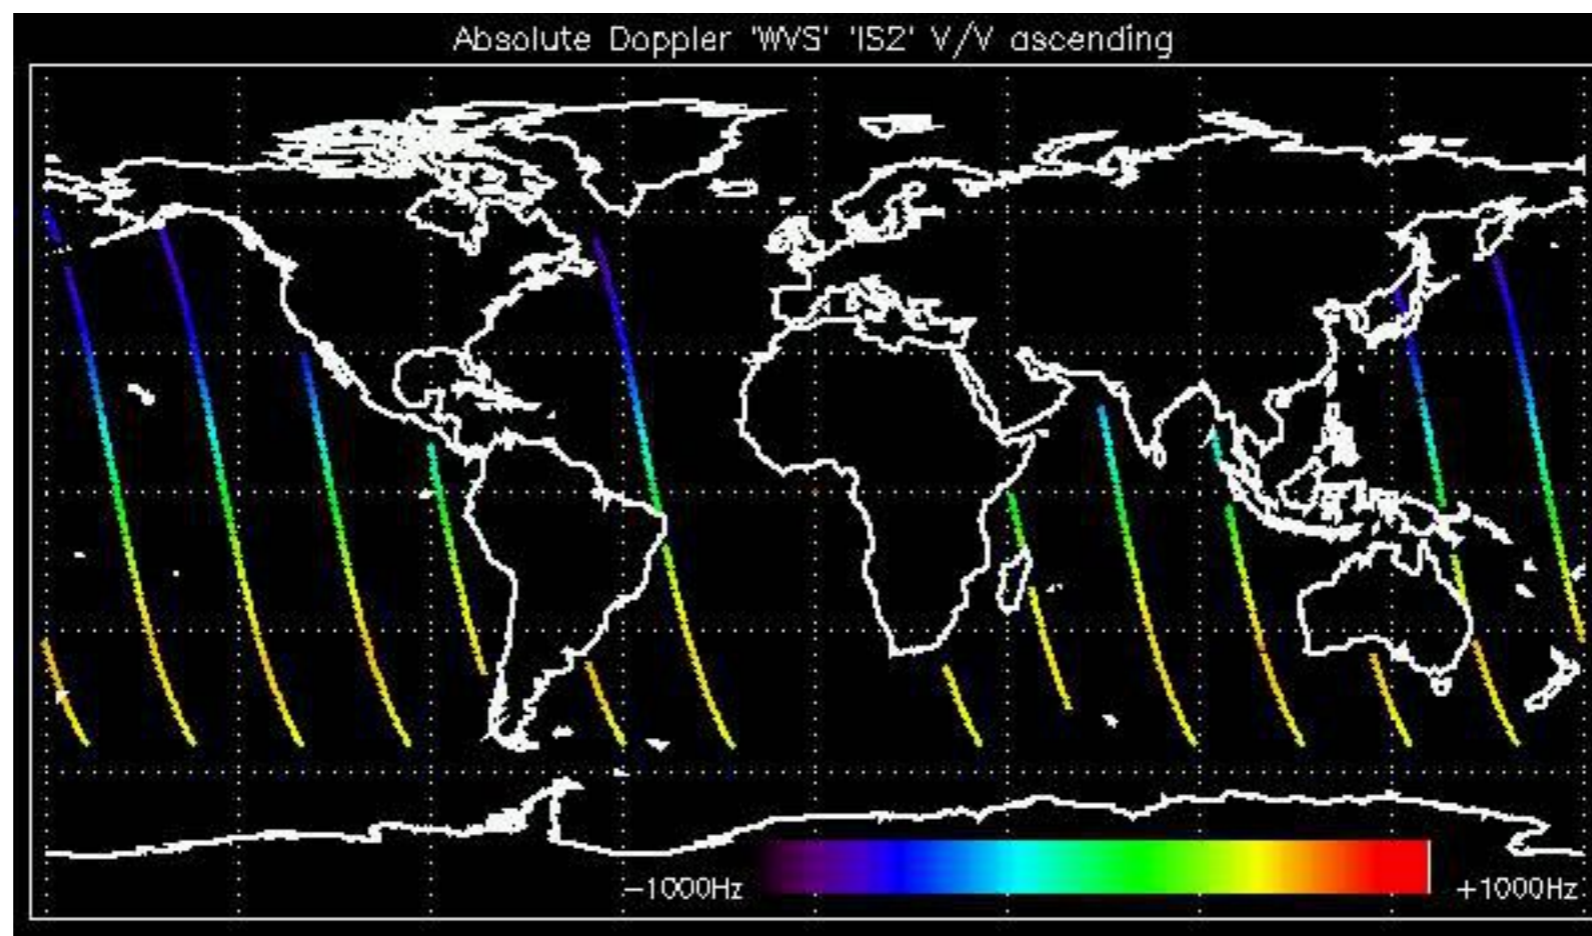 Absolute Doppler 'WVS' 'IS2' V/V ascending
−1000Hz +1000Hz